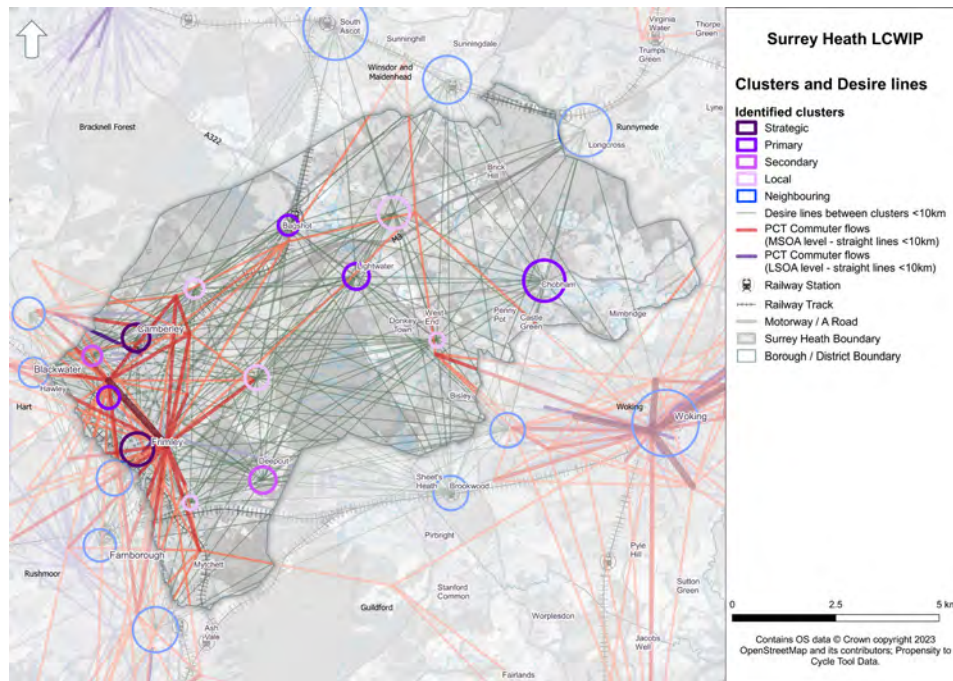 South
Ascot
Sunninghill
Sunningdale
Virginia
Water
Thorpe
Green
Trumps
Green
Winsdor and
Maidenhead
Lyne
Bracknell Forest
A322
Runnymede
Longcross
Brick
Hill
Bagshot
M3
Lightwater
Chobham
Penny
Pot
Castle
Green
Mimbridge
West
End
Donkey
Town
Camberley
Blackwater
Hawley
Hart
Bisley
Woking
Woking
Frimley
Deepcut
Sheet's
Heath
Brookwood
Pirbright
Farnborough
Mytchett
Rushmoor
Pyle
Hill
Stanford
Common
Sutton
Green
Guildford
Worplesdon
Ash
Vale
Jacobs
Well
Fairlands
Surrey Heath LCWIP
Clusters and Desire lines
Identified clusters
Strategic
Primary
Secondary
Local
Neighbouring
Desire lines between clusters <10km
PCT Commuter flows
(MSOA level - straight lines <10km)
PCT Commuter flows
(LSOA level - straight lines <10km)
Railway Station
Railway Track
Motorway / A Road
Surrey Heath Boundary
Borough / District Boundary
0 2.5 5 km
Contains OS data © Crown copyright 2023
OpenStreetMap and its contributors; Propensity to
Cycle Tool Data.